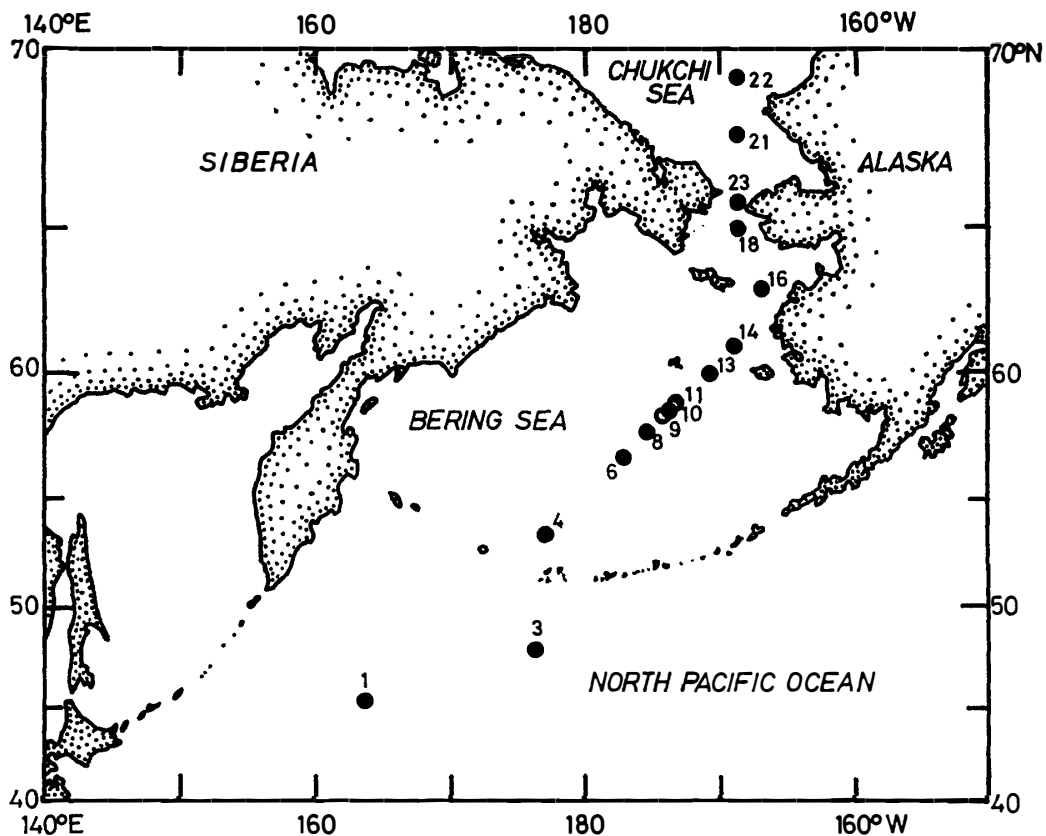 140°E 160 180 160°W
70 70°N
CHUKCHI
SEA
22
21
SIBERIA
ALASKA
23
18
16
14
60 60
13
11
10
9
8
BERING SEA
6
4
50 50
3
NORTH PACIFIC OCEAN
1
40 40
140°E 160 180 160°W